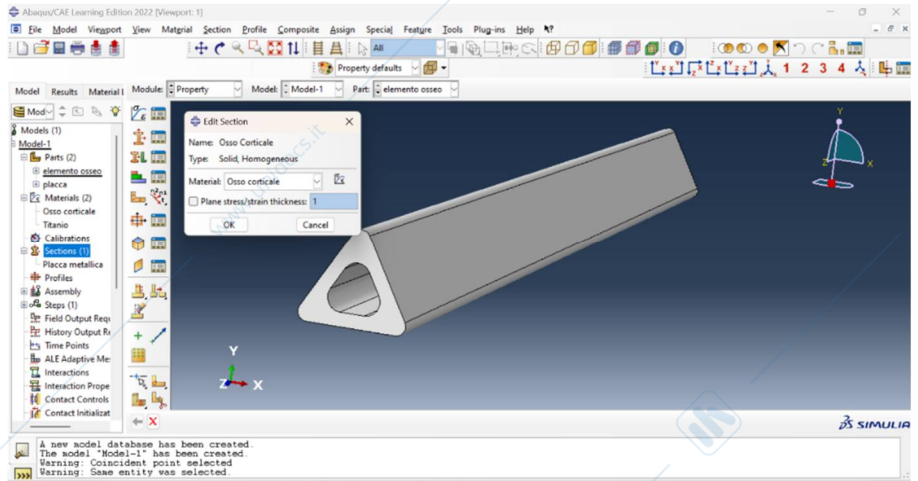 Abaqus/CAE Learning Edition 2022 [Viewport: 1]
File Model Viewport View Material Section Profile Composite Assign Special Feature Tools Plug-ins Help
All
Property defaults
1 2 3 4
Model Results Material L Module: Property Model: Model-1 Part: elemento osseo
Mod
Models (1)
Model-1
Parts (2)
elemento osseo
placca
Materials (2)
Osso corticale
Titanio
Calibrations
Sections (1)
Placca metallica
Profiles
Assembly
Steps (1)
Field Output Requ
History Output Re
Time Points
ALE Adaptive Me
Interactions
Interaction Prope
Contact Controls
Contact Initializat
Edit Section
Name: Osso Corticale
Type: Solid, Homogeneous
Material: Osso corticale
Plane stress/strain thickness: 1
OK Cancel
Y
Z X
Y
Z X
SIMULIA
A new model database has been created.
The model "Model-1" has been created.
Warning: Coincident point selected
Warning: Same entity was selected.